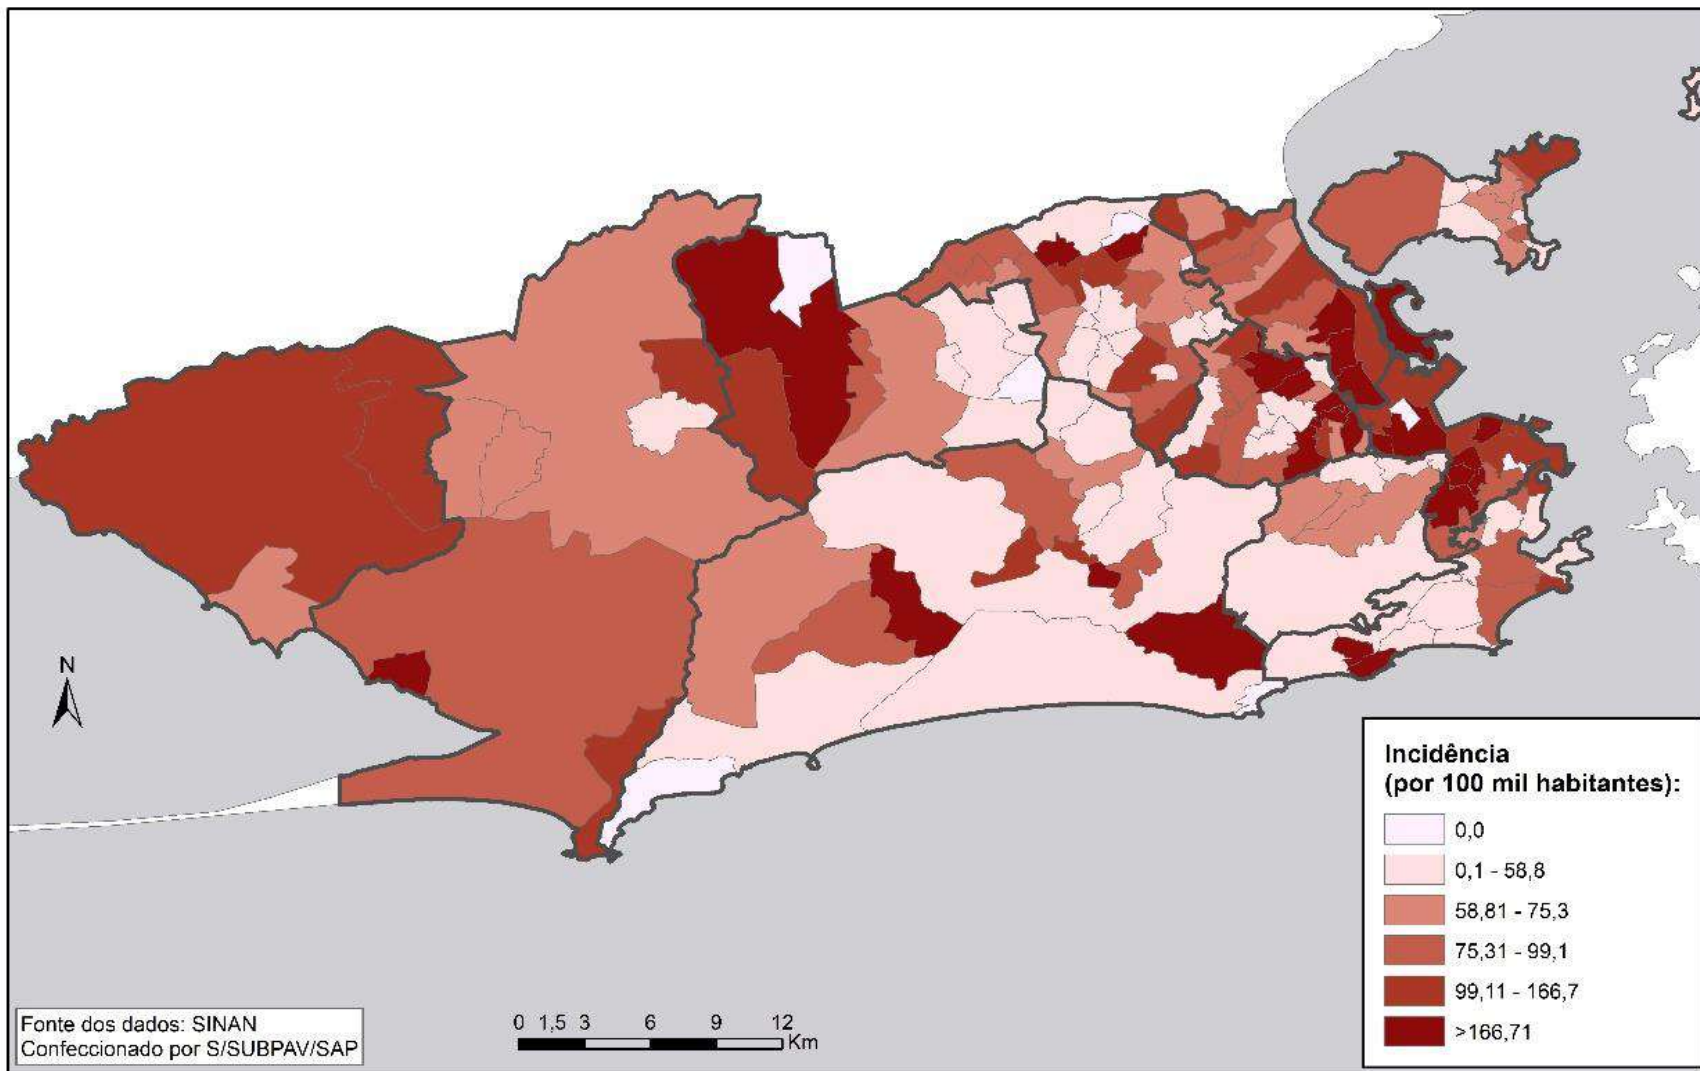 N
Incidência
(por 100 mil habitantes):
0,0
0,1 - 58,8
58,81 - 75,3
75,31 - 99,1
99,11 - 166,7
>166,71
Fonte dos dados: SINAN
Confeccionado por S/SUBPAV/SAP
0 1,5 3 6 9 12
Km